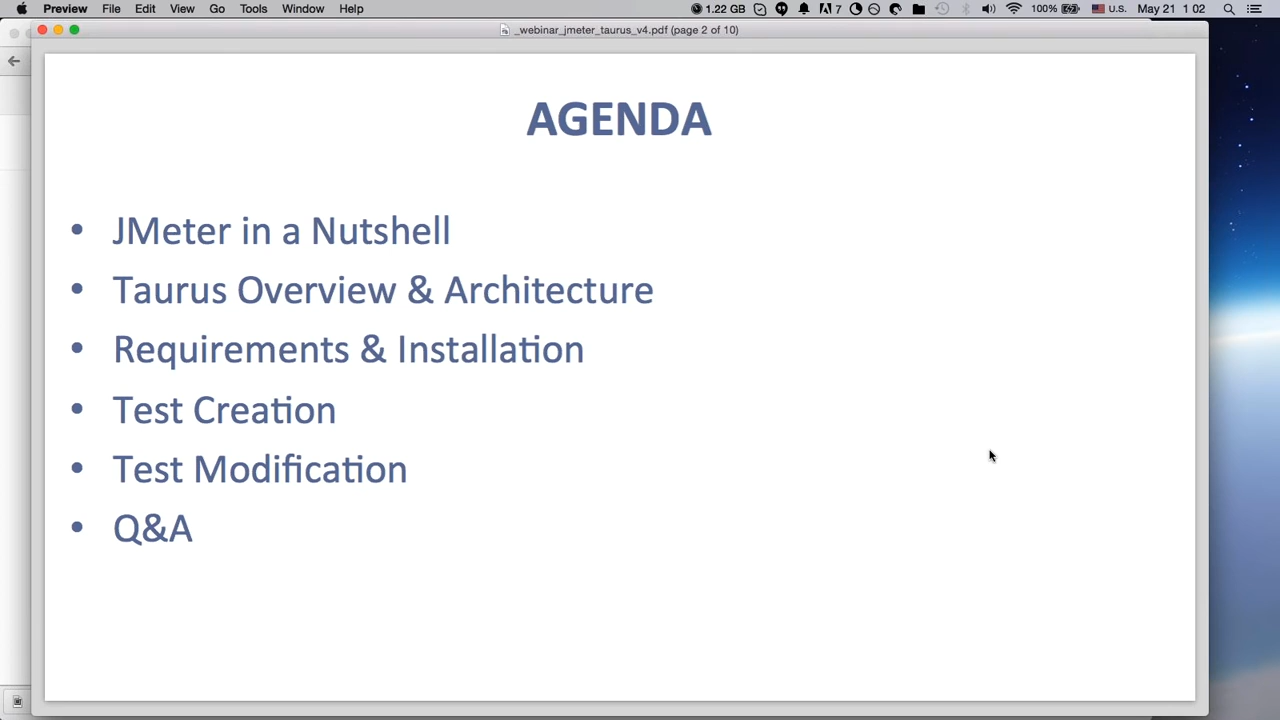 Preview File Edit View Go Tools Window Help 1.22 GB 7 100% U.S. May 21 1 02
_webinar_jmeter_taurus_v4.pdf (page 2 of 10)
AGENDA
• JMeter in a Nutshell
• Taurus Overview & Architecture
• Requirements & Installation
• Test Creation
• Test Modification
• Q&A